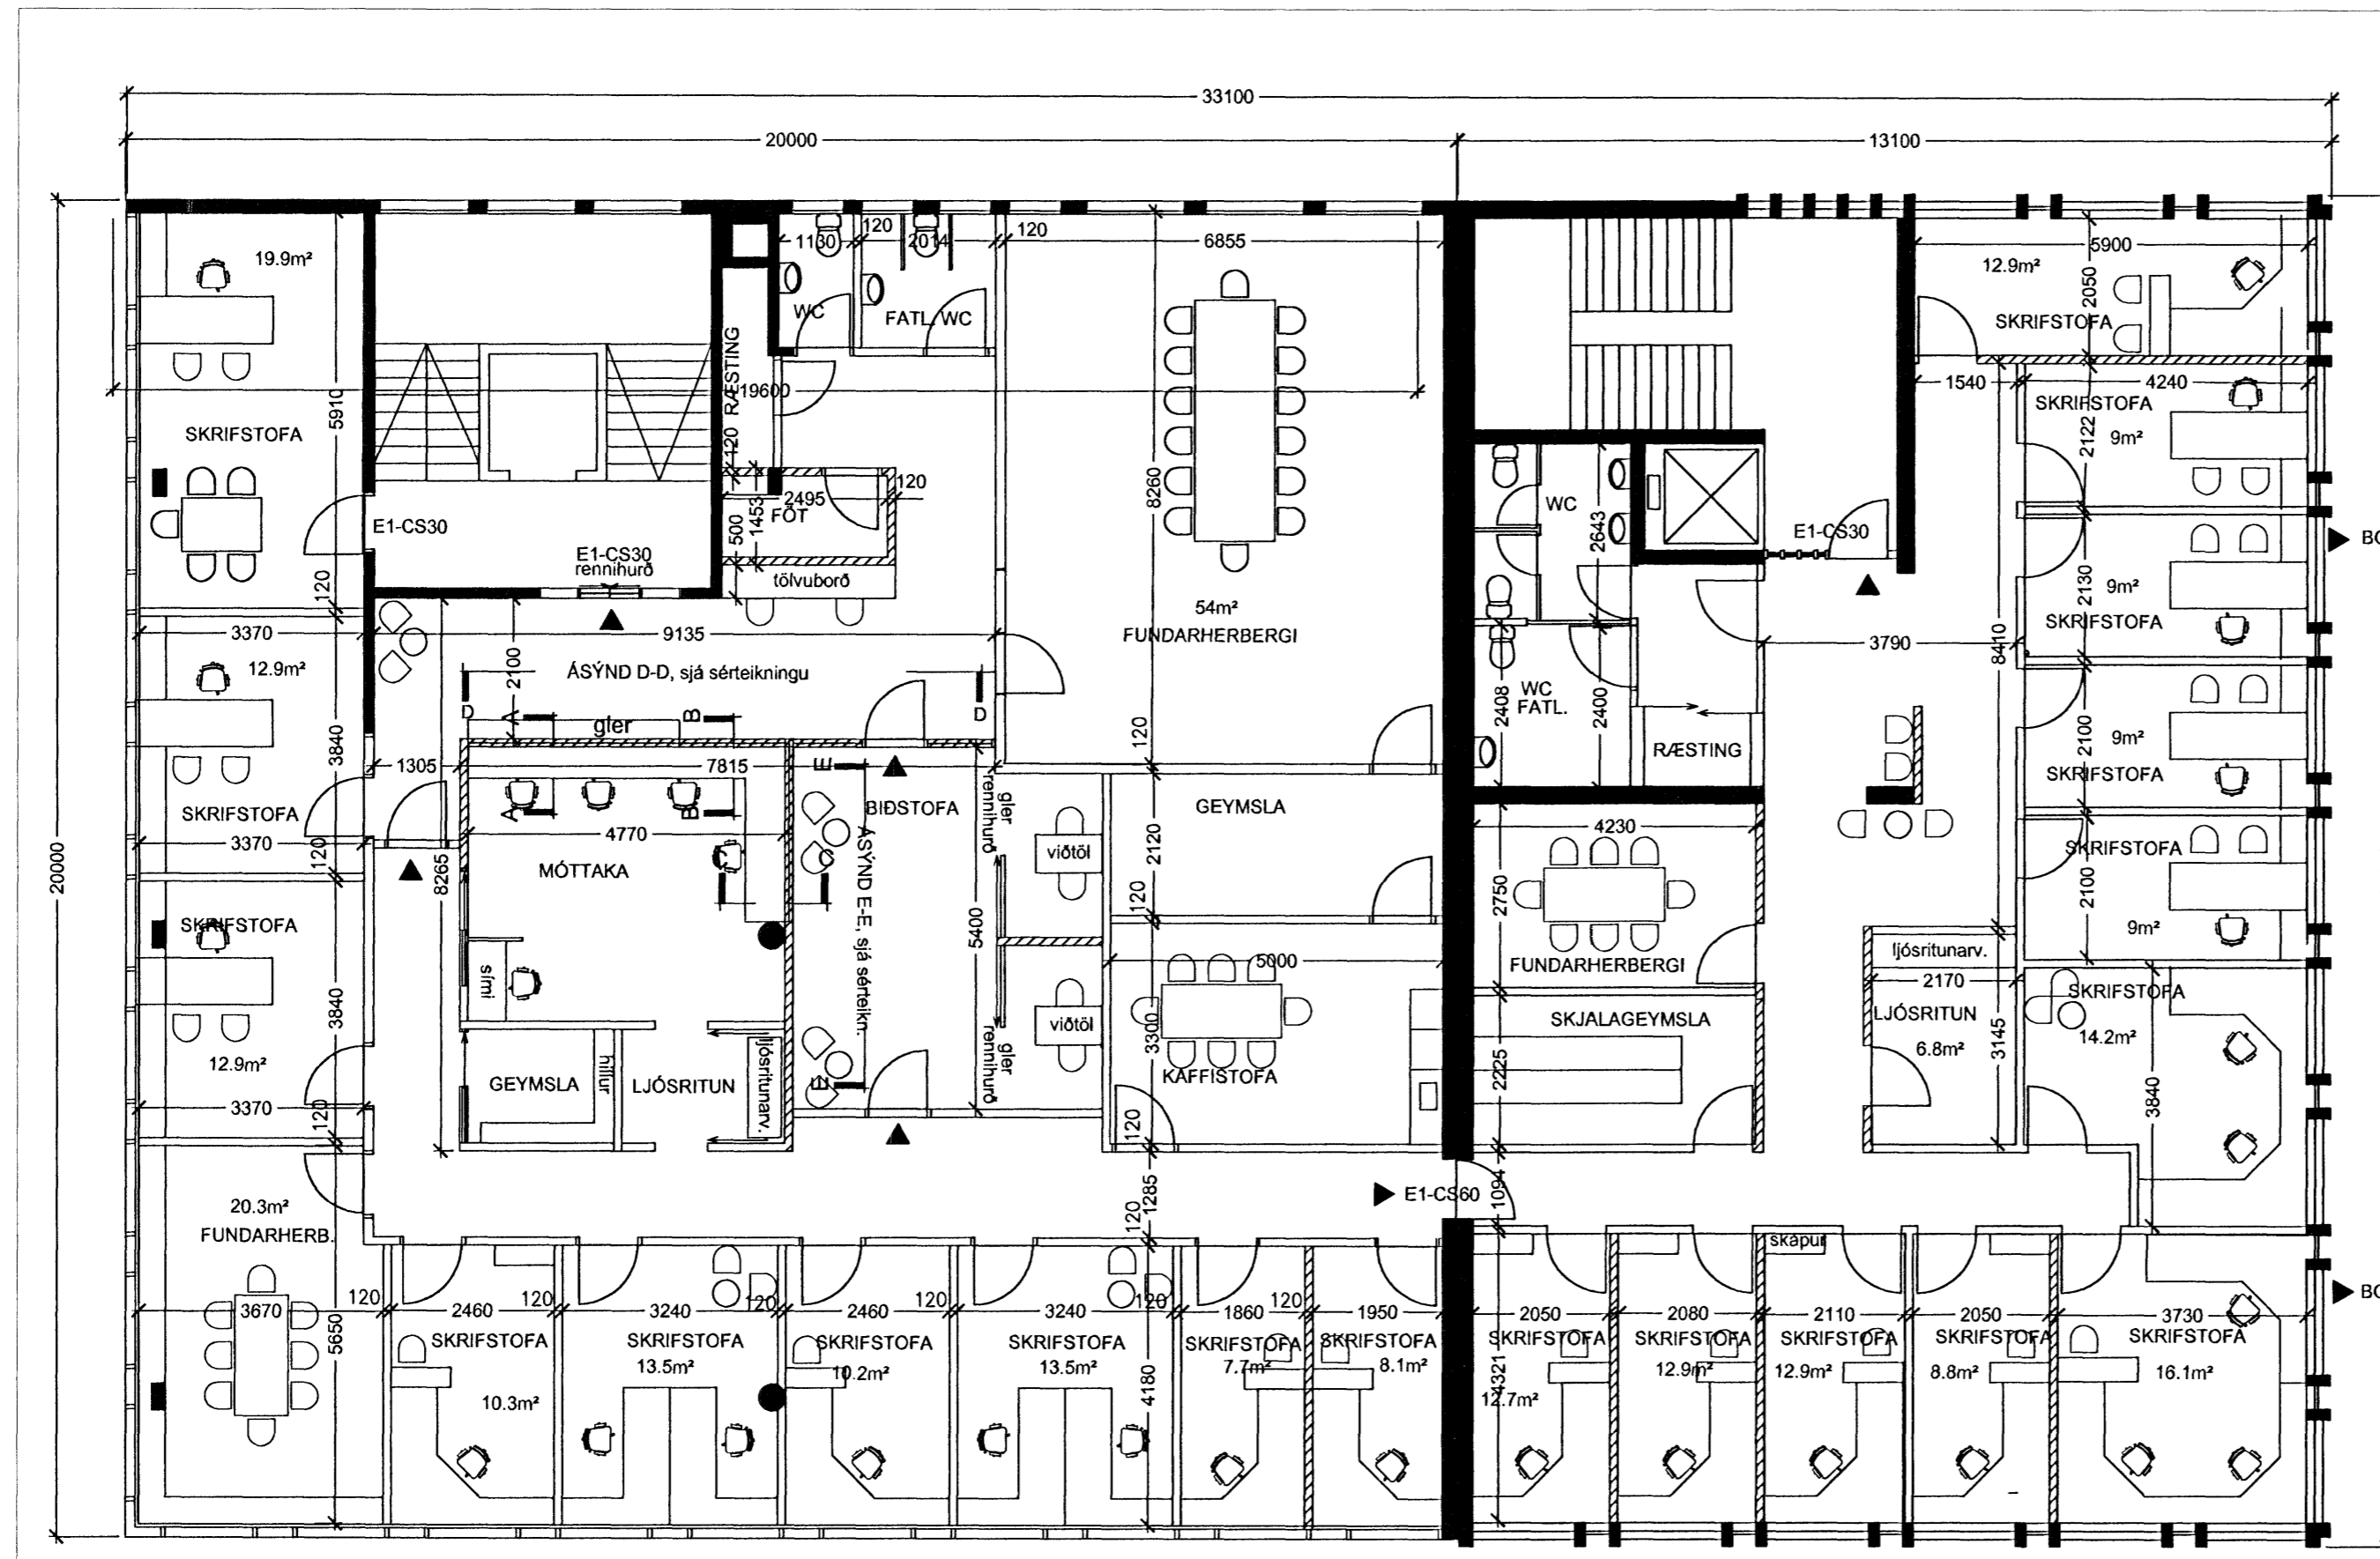 33100
20000
13100
19.9m²
1130
120
2014
120
6855
5900
12.9m²
2050
SKRIFSTOFA
WC
FATL. WC
RÆSTING
120
19600
5910
SKRIFSTOFA
1540
4240
SKRIFSTOFA
9m²
2122
E1-CS30
E1-CS30
rennihurð
2495
120
FÖT
500
1453
tölvuborð
8260
54m²
FUNDARHERBERGI
WC
2643
E1-CS30
9m²
2130
SKRIFSTOFA
BO
120
3370
12.9m²
9135
2100
ÁSÝND D-D, sjá sérteikningu
D
D
A
B
gler
3790
8410
2408
WC
FATL.
2400
RÆSTING
9m²
2100
SKRIFSTOFA
3840
SKRIFSTOFA
3370
120
1305
7815
E
120
20000
8265
A
B
4770
MÓTTAKA
C
C
BIÐSTOFA
ÁSÝND E-E, sjá sérteikn.
gler
rennihurð
viðtöl
GEYMSLA
2120
120
4230
2750
FUNDARHERBERGI
SKRIFSTOFA
2100
9m²
SKRIFSTOFA
3840
12.9m²
3370
120
sími
5400
5000
viðtöl
gler
rennihurð
3300
KAFFISTOFA
120
SKJALAGEYMSLA
2225
ljósritunarv.
2170
LJÓSRITUN
6.8m²
3145
SKRIFSTOFA
14.2m²
3840
GEYMSLA
hillur
LJÓSRITUN
ljósritunarv.
E
20.3m²
FUNDARHERB.
1285
120
E1-CS60
1094
skápur
BO
3670
120
2460
120
3240
120
2460
120
3240
120
1860
120
1950
2050
2080
2110
2050
3730
5650
SKRIFSTOFA
10.3m²
SKRIFSTOFA
13.5m²
SKRIFSTOFA
10.2m²
SKRIFSTOFA
13.5m²
4180
SKRIFSTOFA
7.7m²
SKRIFSTOFA
8.1m²
4321
SKRIFSTOFA
12.7m²
SKRIFSTOFA
12.9m²
SKRIFSTOFA
12.9m²
SKRIFSTOFA
8.8m²
SKRIFSTOFA
16.1m²